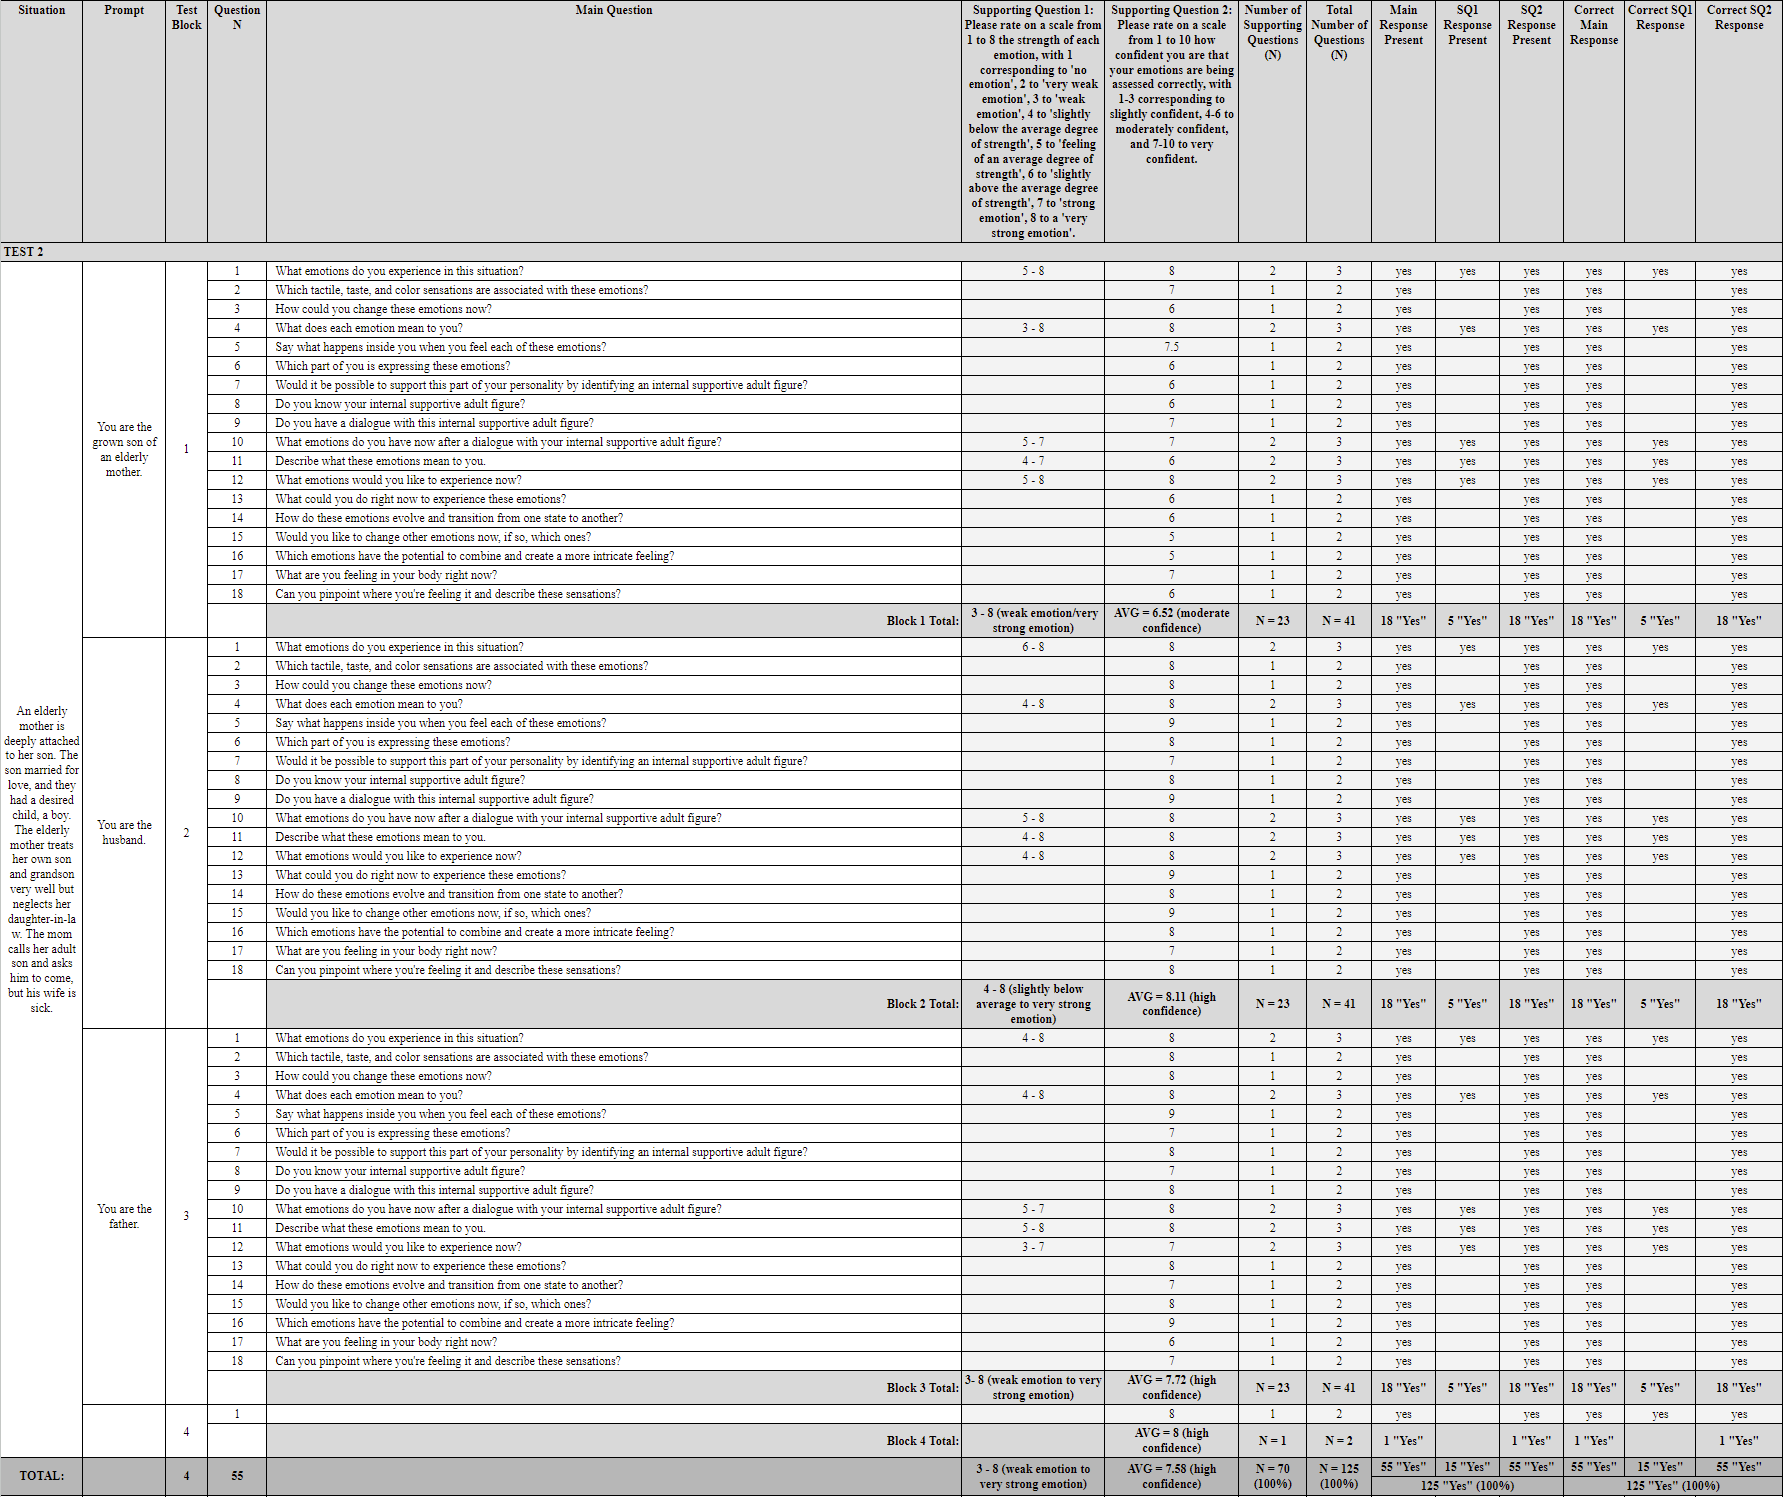 Situation	Prompt	Test Block	Question N	Main Question	Supporting Question 1: Please rate on a scale from 1 to 8 the strength of each emotion, with 1 corresponding to 'no emotion', 2 to 'very weak emotion', 3 to 'weak emotion', 4 to 'slightly below the average degree of strength', 5 to 'feeling of an average degree of strength', 6 to 'slightly above the average degree of strength', 7 to 'strong emotion', 8 to a 'very strong emotion'.	Supporting Question 2: Please rate on a scale from 1 to 10 how confident you are that your emotions are being assessed correctly, with 1-3 corresponding to slightly confident, 4-6 to moderately confident, and 7-10 to very confident.	Number of Supporting Questions (N)	Total Number of Questions (N)	Main Response Present	SQ1 Response Present	SQ2 Response Present	Correct Main Response	Correct SQ1 Response	Correct SQ2 Response
TEST 2
An elderly mother is deeply attached to her son. The son married for love, and they had a desired child, a boy. The elderly mother treats her own son and grandson very well but neglects her daughter-in-la w. The mom calls her adult son and asks him to come, but his wife is sick.
You are the grown son of an elderly mother.	1
1	What emotions do you experience in this situation?	5 - 8	8	2	3	yes	yes	yes	yes	yes	yes
2	Which tactile, taste, and color sensations are associated with these emotions?	7	1	2	yes	yes	yes	yes
3	How could you change these emotions now?	6	1	2	yes	yes	yes	yes
4	What does each emotion mean to you?	3 - 8	8	2	3	yes	yes	yes	yes	yes	yes
5	Say what happens inside you when you feel each of these emotions?	7.5	1	2	yes	yes	yes	yes
6	Which part of you is expressing these emotions?	6	1	2	yes	yes	yes	yes
7	Would it be possible to support this part of your personality by identifying an internal supportive adult figure?	6	1	2	yes	yes	yes	yes
8	Do you know your internal supportive adult figure?	6	1	2	yes	yes	yes	yes
9	Do you have a dialogue with this internal supportive adult figure?	7	1	2	yes	yes	yes	yes
10	What emotions do you have now after a dialogue with your internal supportive adult figure?	5 - 7	7	2	3	yes	yes	yes	yes	yes	yes
11	Describe what these emotions mean to you.	4 - 7	6	2	3	yes	yes	yes	yes	yes	yes
12	What emotions would you like to experience now?	5 - 8	8	2	3	yes	yes	yes	yes	yes	yes
13	What could you do right now to experience these emotions?	6	1	2	yes	yes	yes	yes
14	How do these emotions evolve and transition from one state to another?	6	1	2	yes	yes	yes	yes
15	Would you like to change other emotions now, if so, which ones?	5	1	2	yes	yes	yes	yes
16	Which emotions have the potential to combine and create a more intricate feeling?	5	1	2	yes	yes	yes	yes
17	What are you feeling in your body right now?	7	1	2	yes	yes	yes	yes
18	Can you pinpoint where you're feeling it and describe these sensations?	6	1	2	yes	yes	yes	yes
Block 1 Total:	3 - 8 (weak emotion/very strong emotion)	AVG = 6.52 (moderate confidence)	N = 23	N = 41	18 "Yes"	5 "Yes"	18 "Yes"	18 "Yes"	5 "Yes"	18 "Yes"
You are the husband.	2
1	What emotions do you experience in this situation?	6 - 8	8	2	3	yes	yes	yes	yes	yes	yes
2	Which tactile, taste, and color sensations are associated with these emotions?	8	1	2	yes	yes	yes	yes
3	How could you change these emotions now?	8	1	2	yes	yes	yes	yes
4	What does each emotion mean to you?	4 - 8	8	2	3	yes	yes	yes	yes	yes	yes
5	Say what happens inside you when you feel each of these emotions?	9	1	2	yes	yes	yes	yes
6	Which part of you is expressing these emotions?	8	1	2	yes	yes	yes	yes
7	Would it be possible to support this part of your personality by identifying an internal supportive adult figure?	7	1	2	yes	yes	yes	yes
8	Do you know your internal supportive adult figure?	8	1	2	yes	yes	yes	yes
9	Do you have a dialogue with this internal supportive adult figure?	9	1	2	yes	yes	yes	yes
10	What emotions do you have now after a dialogue with your internal supportive adult figure?	5 - 8	8	2	3	yes	yes	yes	yes	yes	yes
11	Describe what these emotions mean to you.	4 - 8	8	2	3	yes	yes	yes	yes	yes	yes
12	What emotions would you like to experience now?	4 - 8	8	2	3	yes	yes	yes	yes	yes	yes
13	What could you do right now to experience these emotions?	9	1	2	yes	yes	yes	yes
14	How do these emotions evolve and transition from one state to another?	8	1	2	yes	yes	yes	yes
15	Would you like to change other emotions now, if so, which ones?	9	1	2	yes	yes	yes	yes
16	Which emotions have the potential to combine and create a more intricate feeling?	8	1	2	yes	yes	yes	yes
17	What are you feeling in your body right now?	7	1	2	yes	yes	yes	yes
18	Can you pinpoint where you're feeling it and describe these sensations?	8	1	2	yes	yes	yes	yes
Block 2 Total:	4 - 8 (slightly below average to very strong emotion)	AVG = 8.11 (high confidence)	N = 23	N = 41	18 "Yes"	5 "Yes"	18 "Yes"	18 "Yes"	5 "Yes"	18 "Yes"
You are the father.	3
1	What emotions do you experience in this situation?	4 - 8	8	2	3	yes	yes	yes	yes	yes	yes
2	Which tactile, taste, and color sensations are associated with these emotions?	8	1	2	yes	yes	yes	yes
3	How could you change these emotions now?	8	1	2	yes	yes	yes	yes
4	What does each emotion mean to you?	4 - 8	8	2	3	yes	yes	yes	yes	yes	yes
5	Say what happens inside you when you feel each of these emotions?	9	1	2	yes	yes	yes	yes
6	Which part of you is expressing these emotions?	7	1	2	yes	yes	yes	yes
7	Would it be possible to support this part of your personality by identifying an internal supportive adult figure?	8	1	2	yes	yes	yes	yes
8	Do you know your internal supportive adult figure?	7	1	2	yes	yes	yes	yes
9	Do you have a dialogue with this internal supportive adult figure?	8	1	2	yes	yes	yes	yes
10	What emotions do you have now after a dialogue with your internal supportive adult figure?	5 - 7	8	2	3	yes	yes	yes	yes	yes	yes
11	Describe what these emotions mean to you.	5 - 8	8	2	3	yes	yes	yes	yes	yes	yes
12	What emotions would you like to experience now?	3 - 7	7	2	3	yes	yes	yes	yes	yes	yes
13	What could you do right now to experience these emotions?	8	1	2	yes	yes	yes	yes
14	How do these emotions evolve and transition from one state to another?	7	1	2	yes	yes	yes	yes
15	Would you like to change other emotions now, if so, which ones?	8	1	2	yes	yes	yes	yes
16	Which emotions have the potential to combine and create a more intricate feeling?	9	1	2	yes	yes	yes	yes
17	What are you feeling in your body right now?	6	1	2	yes	yes	yes	yes
18	Can you pinpoint where you're feeling it and describe these sensations?	7	1	2	yes	yes	yes	yes
Block 3 Total:	3- 8 (weak emotion to very strong emotion)	AVG = 7.72 (high confidence)	N = 23	N = 41	18 "Yes"	5 "Yes"	18 "Yes"	18 "Yes"	5 "Yes"	18 "Yes"
4
1	8	1	2	yes	yes	yes	yes	yes
Block 4 Total:	AVG = 8 (high confidence)	N = 1	N = 2	1 "Yes"	1 "Yes"	1 "Yes"	1 "Yes"
TOTAL:	4	55	3 - 8 (weak emotion to very strong emotion)	AVG = 7.58 (high confidence)	N = 70 (100%)	N = 125 (100%)	55 "Yes"	15 "Yes"	55 "Yes"	55 "Yes"	15 "Yes"	55 "Yes"
125 "Yes" (100%)	125 "Yes" (100%)